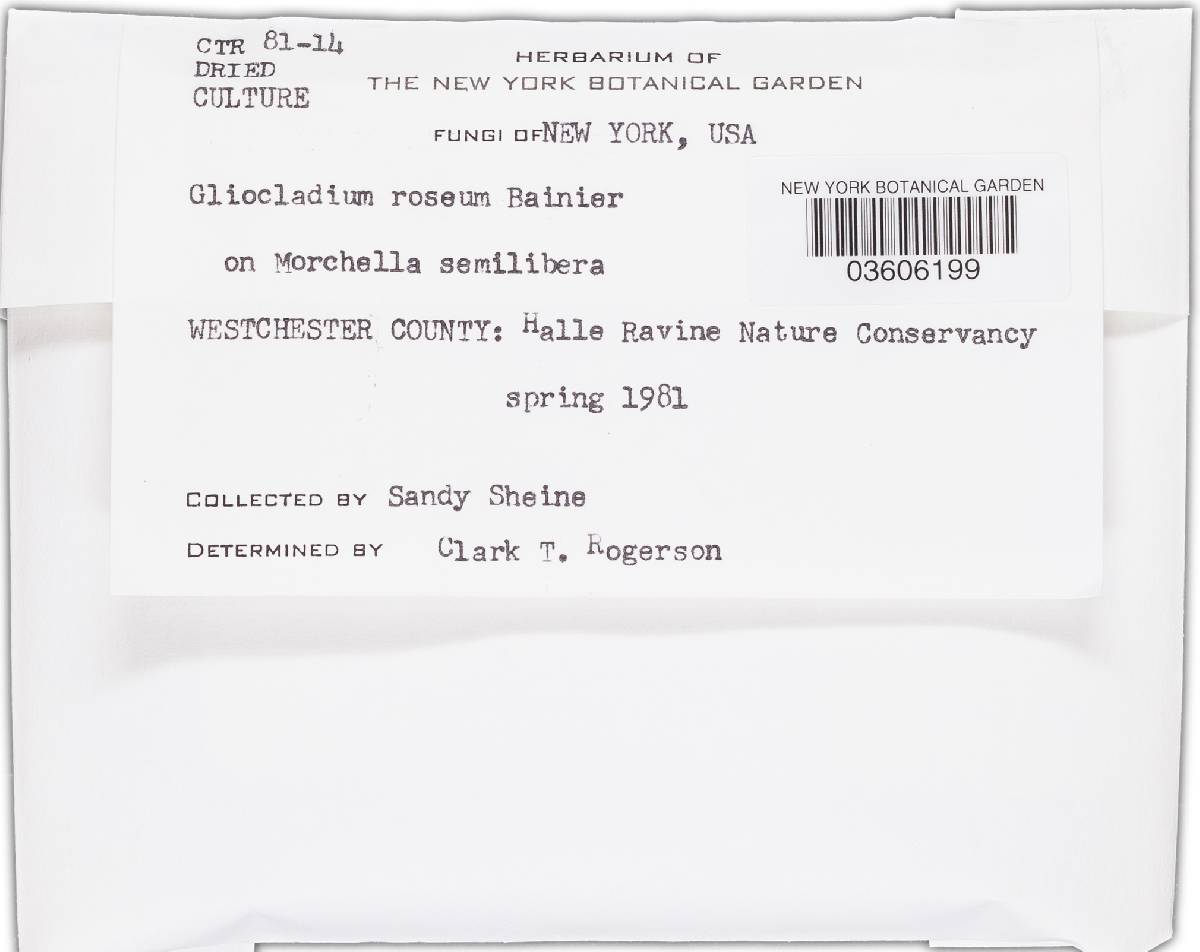 CTR 81-14
DRIED
CULTURE
HERBARIUM OF
THE NEW YORK BOTANICAL GARDEN
FUNGI OF NEW YORK, USA
NEW YORK BOTANICAL GARDEN
03606199
Gliocladium roseum Bainier
on Morchella semilibera
WESTCHESTER COUNTY: Halle Ravine Nature Conservancy
spring 1981
COLLECTED BY Sandy Sheine
DETERMINED BY Clark T. Rogerson